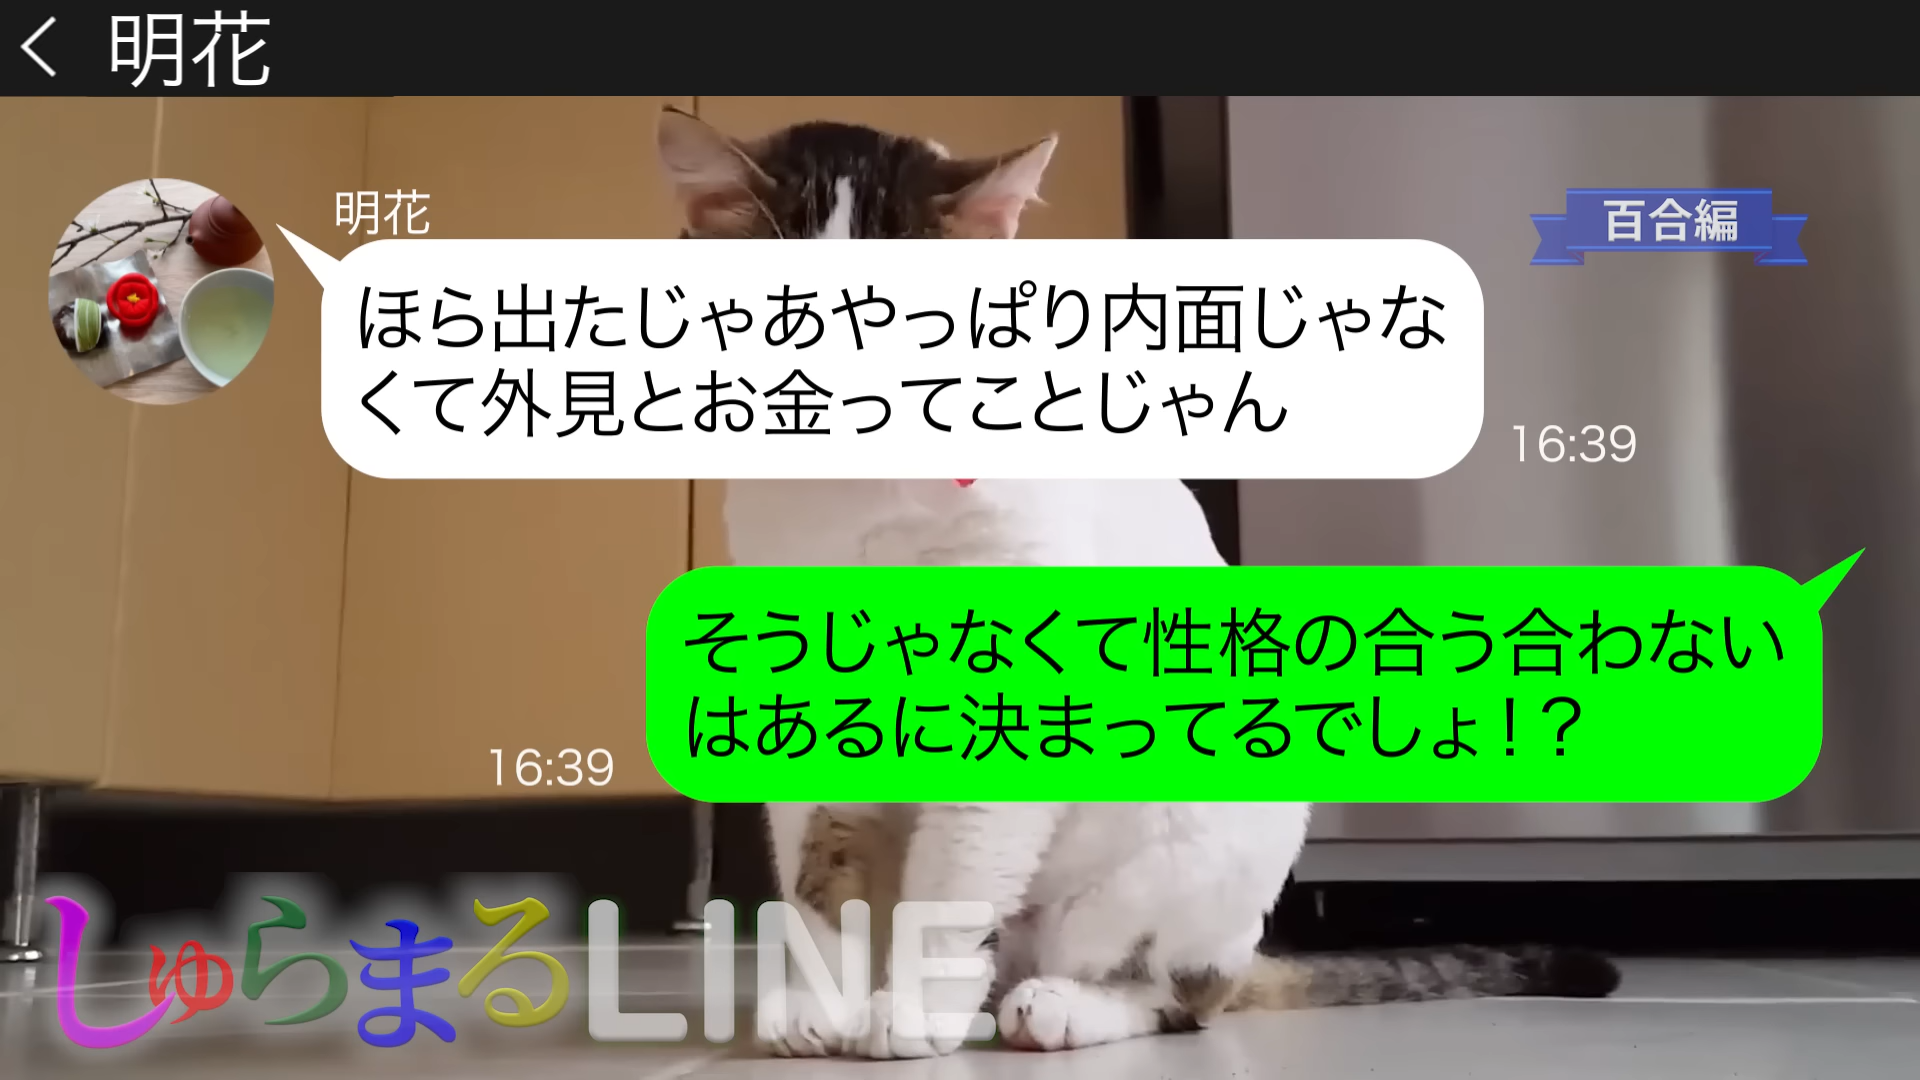 明花
明花
百合編
ほら出たじゃあやっぱり内面じゃな
くて外見とお金ってことじゃん
16:39
そうじゃなくて性格の合う合わない
はあるに決まってるでしょ！？
16:39
しゅらまるLINE